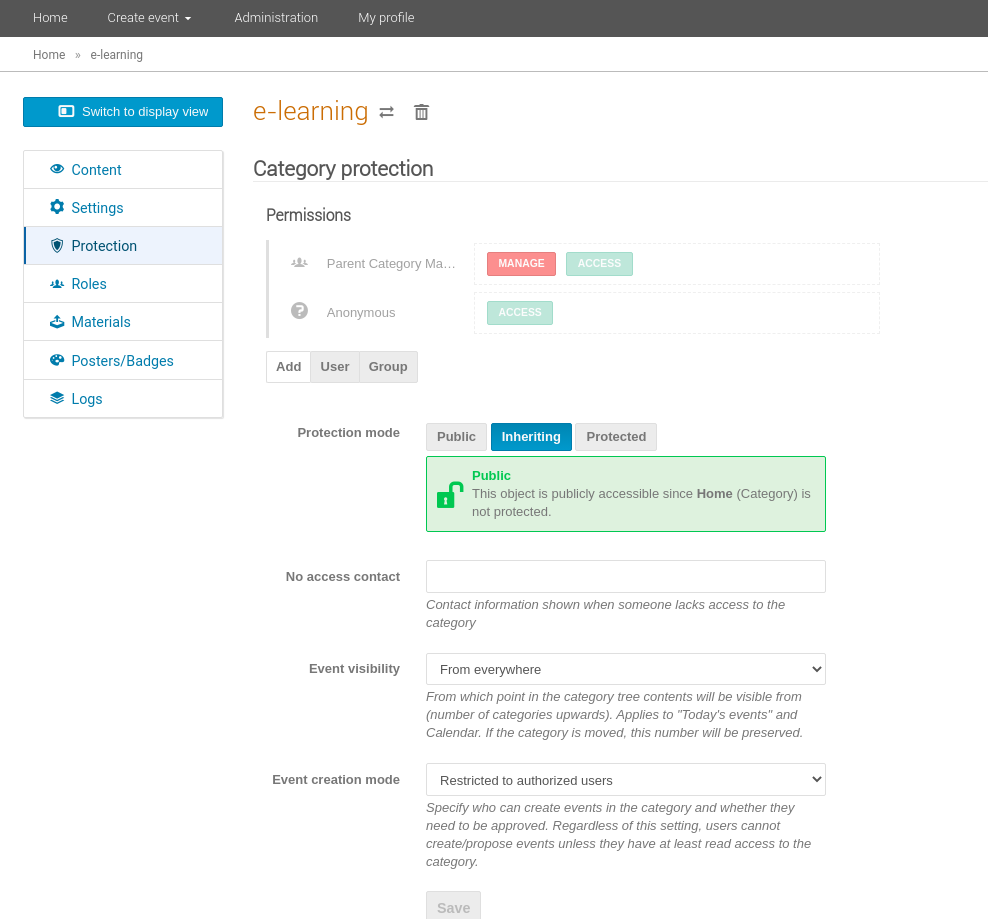 Home Create event Administration My profile
Home » e-learning
Switch to display view
e-learning
Content
Settings
Protection
Roles
Materials
Posters/Badges
Logs
Category protection
Permissions
Parent Category Ma… MANAGE ACCESS
Anonymous ACCESS
Add User Group
Protection mode Public Inheriting Protected
Public
This object is publicly accessible since Home (Category) is
not protected.
No access contact
Contact information shown when someone lacks access to the
category
Event visibility From everywhere
From which point in the category tree contents will be visible from
(number of categories upwards). Applies to "Today's events" and
Calendar. If the category is moved, this number will be preserved.
Event creation mode Restricted to authorized users
Specify who can create events in the category and whether they
need to be approved. Regardless of this setting, users cannot
create/propose events unless they have at least read access to the
category.
Save